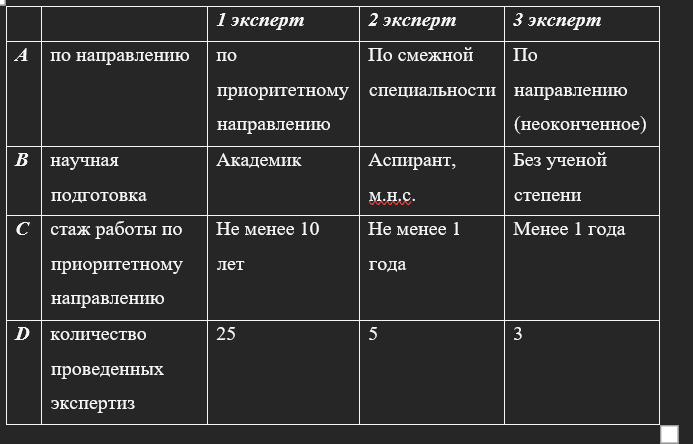 1 эксперт 2 эксперт 3 эксперт
A по направлению по По смежной По
приоритетному специальности направлению
направлению (неоконченное)
B научная Академик Аспирант, Без ученой
подготовка м.н.с. степени
C стаж работы по Не менее 10 Не менее 1 Менее 1 года
приоритетному лет года
направлению
D количество 25 5 3
проведенных
экспертиз